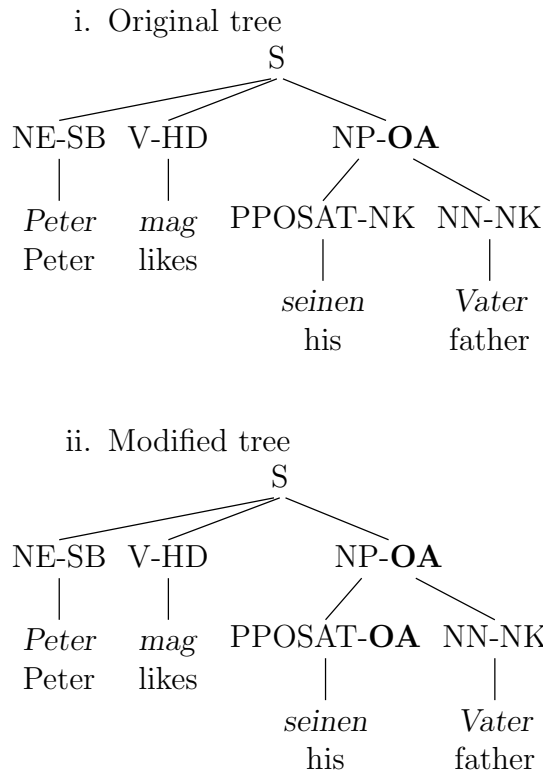 i. Original tree
S
NE-SB V-HD NP-OA
Peter mag PPOSAT-NK NN-NK
Peter likes
seinen Vater
his father
ii. Modified tree
S
NE-SB V-HD NP-OA
Peter mag PPOSAT-OA NN-NK
Peter likes
seinen Vater
his father